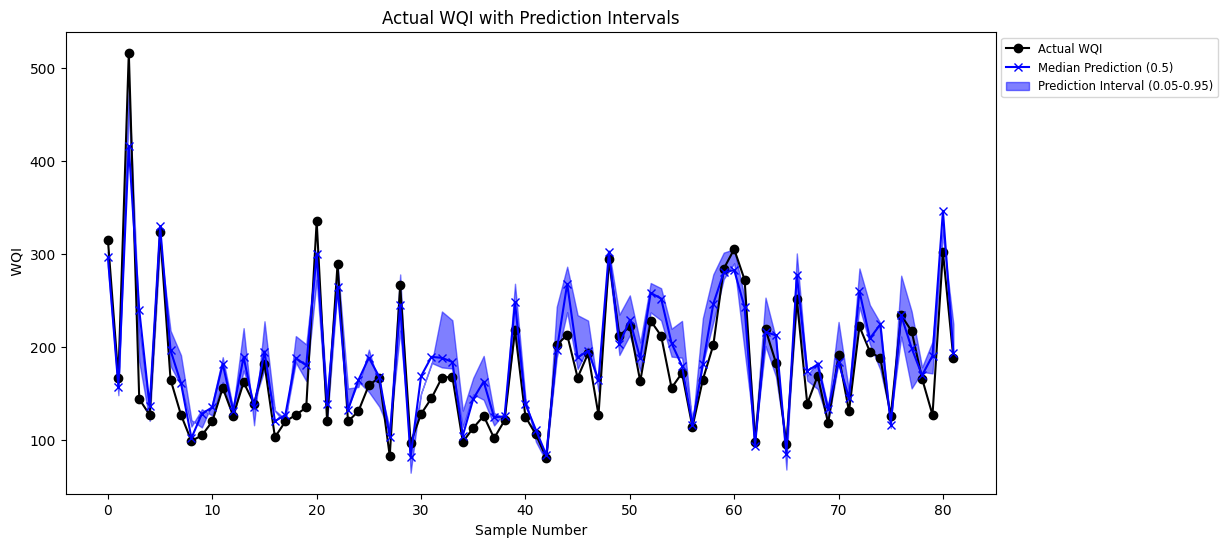 Actual WQI with Prediction Intervals
Actual WQI
Median Prediction (0.5)
Prediction Interval (0.05-0.95)
WQI
500
400
300
200
100
0
10
20
30
40
50
60
70
80
Sample Number